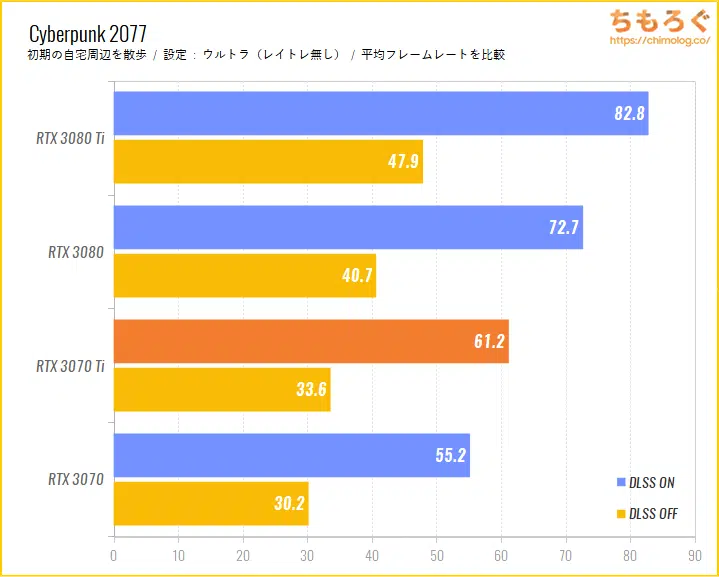 ちもろぐ
https://chimolog.co/
Cyberpunk 2077
初期の自宅周辺を散歩 / 設定 : ウルトラ（レイトレ無し） / 平均フレームレートを比較
RTX 3080 Ti
82.8
47.9
RTX 3080
72.7
40.7
RTX 3070 Ti
61.2
33.6
RTX 3070
55.2
30.2
DLSS ON
DLSS OFF
0 10 20 30 40 50 60 70 80 90